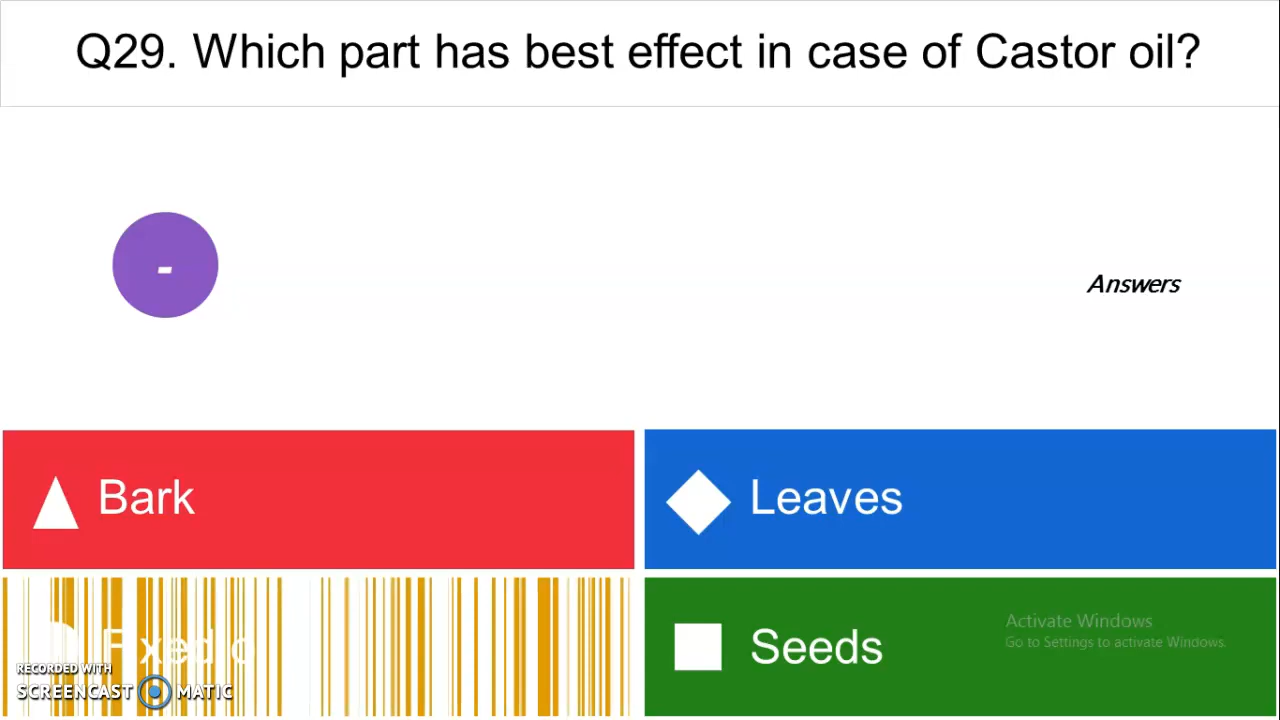 Q29. Which part has best effect in case of Castor oil?
-
Answers
Bark
Leaves
Fixed o
Seeds
Activate Windows
Go to Settings to activate Windows.
RECORDED WITH
SCREENCAST MATIC